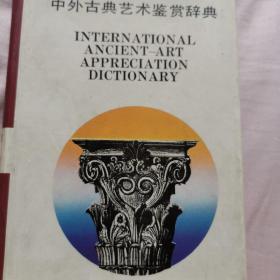 中外古典艺术鉴赏辞典
INTERNATIONAL
ANCIENT-ART
APPRECIATION
DICTIONARY